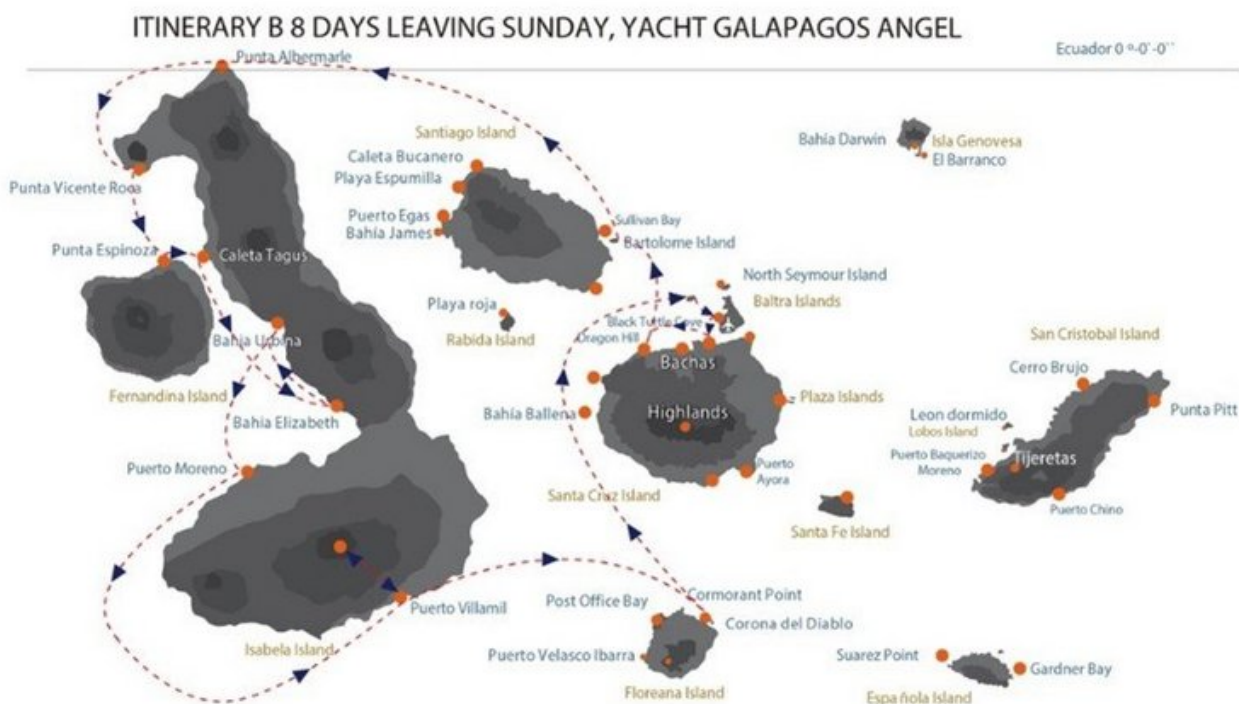 ITINERARY B 8 DAYS LEAVING SUNDAY, YACHT GALAPAGOS ANGEL
Ecuador 0 º-0`-0``
Punta Albermarle
Santiago Island
Bahía Darwin
Isla Genovesa
El Barranco
Caleta Bucanero
Playa Espumilla
Punta Vicente Roca
Puerto Egas
Bahía James
Sullivan Bay
Bartolome Island
Punta Espinoza
Caleta Tagus
North Seymour Island
Baltra Islands
Playa roja
Rabida Island
Black Turtle Cove
Dragon Hill
Bahia Urbina
Bachas
San Cristobal Island
Cerro Brujo
Fernandina Island
Bahía Elizabeth
Bahía Ballena
Highlands
Plaza Islands
Leon dormido
Lobos Island
Punta Pitt
Puerto Moreno
Puerto
Ayora
Puerto Baquerizo
Moreno
Tijeretas
Santa Cruz Island
Santa Fe Island
Puerto Chino
Puerto Villamil
Post Office Bay
Cormorant Point
Corona del Diablo
Isabela Island
Puerto Velasco Ibarra
Floreana Island
Suarez Point
Gardner Bay
Española Island